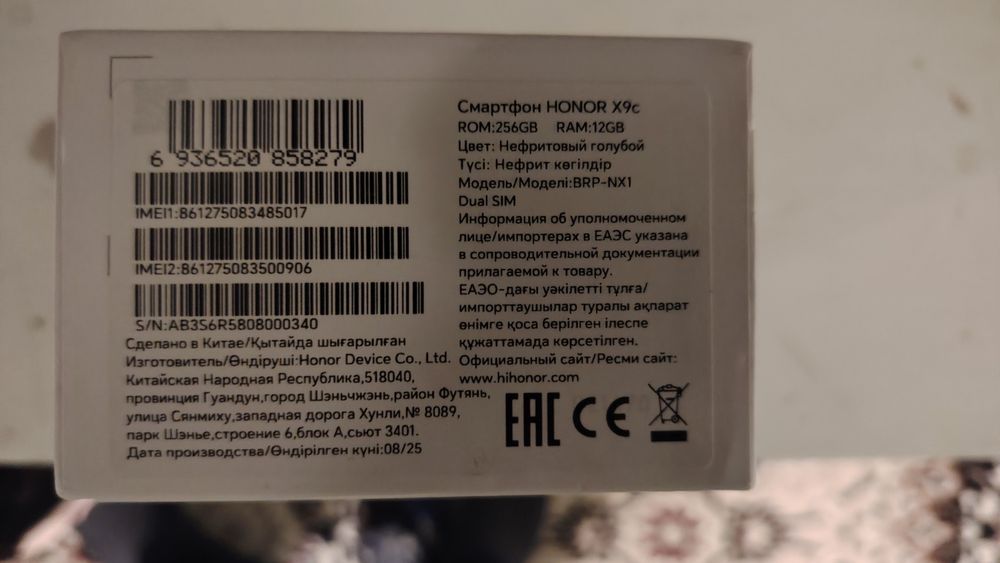 6 936520 858279
IMEI1:861275083485017
IMEI2:861275083500906
S/N:AB3S6R5808000340
Сделано в Китае/Қытайда шығарылған
Изготовитель/Өндіруші:Honor Device Co., Ltd.
Китайская Народная Республика,518040,
провинция Гуандун,город Шэньчжэнь,район Футянь,
улица Сянмиху,западная дорога Хунли,№ 8089,
парк Шэнье,строение 6,блок А,сьют 3401.
Дата производства/Өндірілген күні:08/25
Смартфон HONOR X9c
ROM:256GB RAM:12GB
Цвет: Нефритовый голубой
Түсі: Нефрит көгілдір
Модель/Моделі:BRP-NX1
Dual SIM
Информация об уполномоченном
лице/импортерах в ЕАЭС указана
в сопроводительной документации
прилагаемой к товару.
ЕАЭО-дағы уәкілетті тұлға/
импорттаушылар туралы ақпарат
өнімге қоса берілген ілеспе
құжаттамада көрсетілген.
Официальный сайт/Ресми сайт:
www.hihonor.com
EAC CE